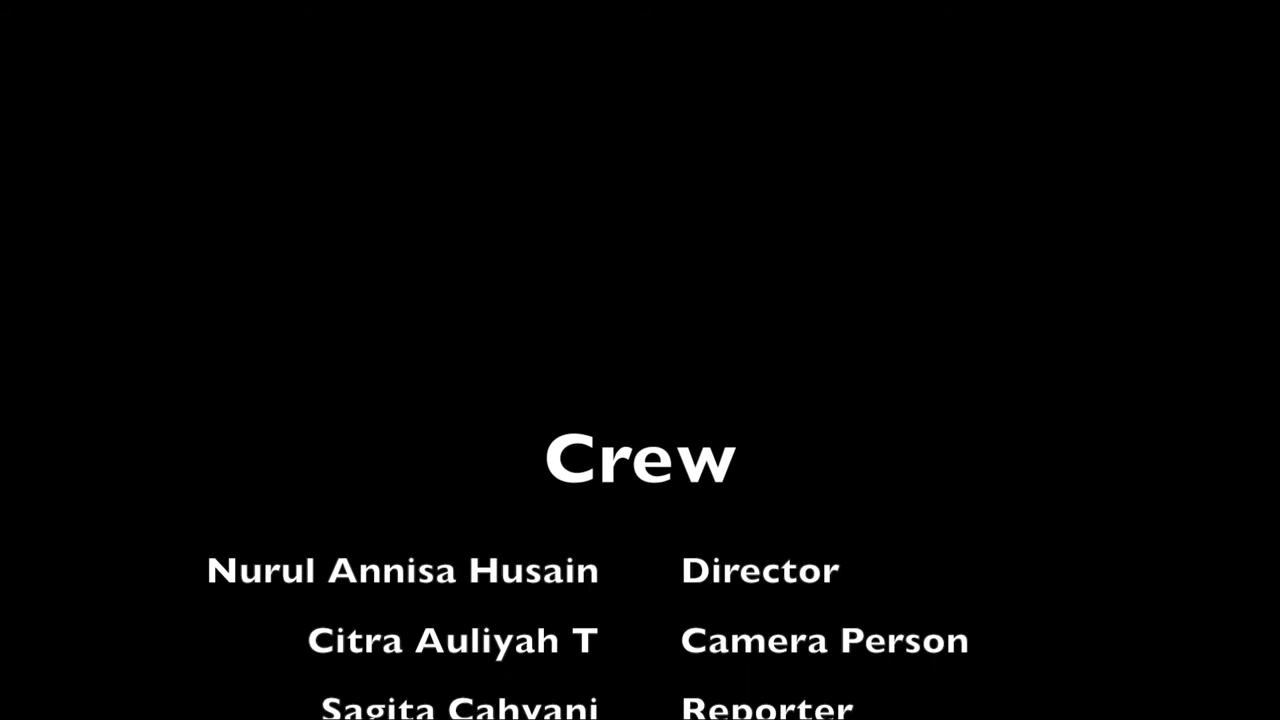 Crew
Nurul Annisa Husain Director
Citra Auliyah T Camera Person
Sagita Cahyani Reporter